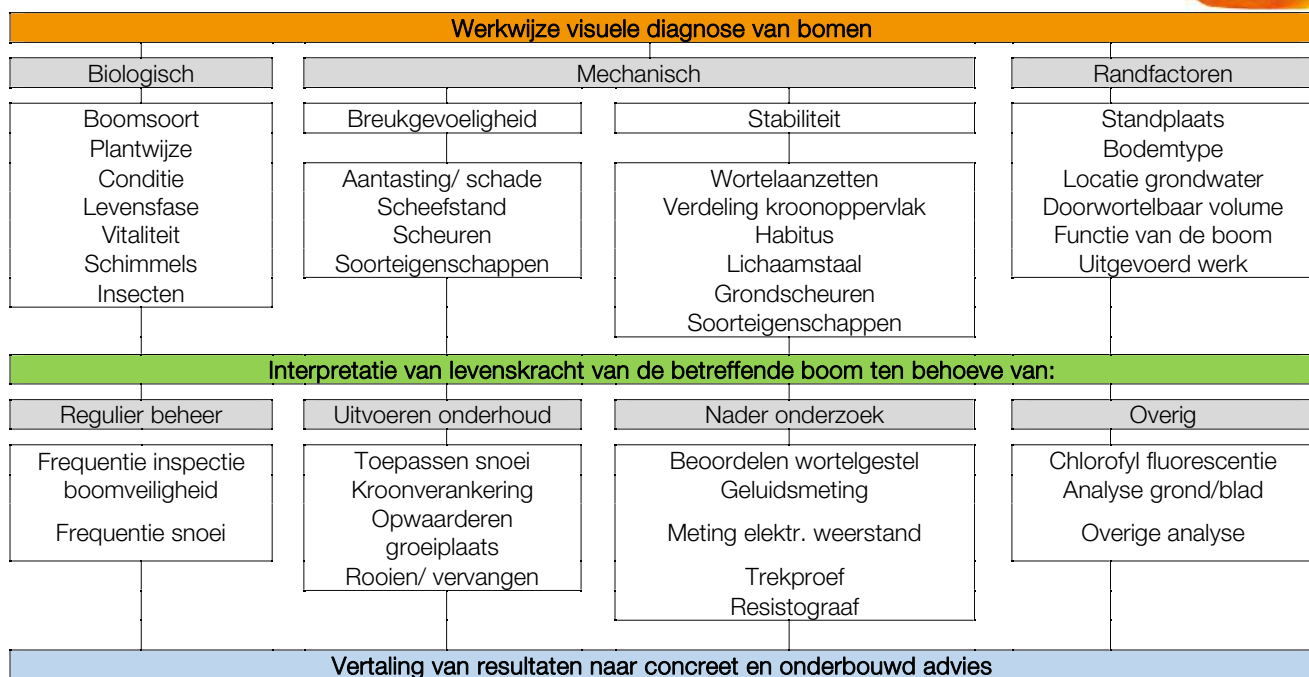 Werkwijze visuele diagnose van bomen
Biologisch
Mechanisch
Randfactoren
Boomsoort
Plantwijze
Conditie
Levensfase
Vitaliteit
Schimmels
Insecten
Breukgevoeligheid
Aantasting/ schade
Scheefstand
Scheuren
Soorteigenschappen
Stabiliteit
Wortelaanzetten
Verdeling kroonoppervlak
Habitus
Lichaamstaal
Grondscheuren
Soorteigenschappen
Standplaats
Bodemtype
Locatie grondwater
Doorwortelbaar volume
Functie van de boom
Uitgevoerd werk
Interpretatie van levenskracht van de betreffende boom ten behoeve van:
Regulier beheer
Uitvoeren onderhoud
Nader onderzoek
Overig
Frequentie inspectie
boomveiligheid
Frequentie snoei
Toepassen snoei
Kroonverankering
Opwaarderen
groeiplaats
Rooien/ vervangen
Beoordelen wortelgestel
Geluidsmeting
Meting elektr. weerstand
Trekproef
Resistograaf
Chlorofyl fluorescentie
Analyse grond/blad
Overige analyse
Vertaling van resultaten naar concreet en onderbouwd advies